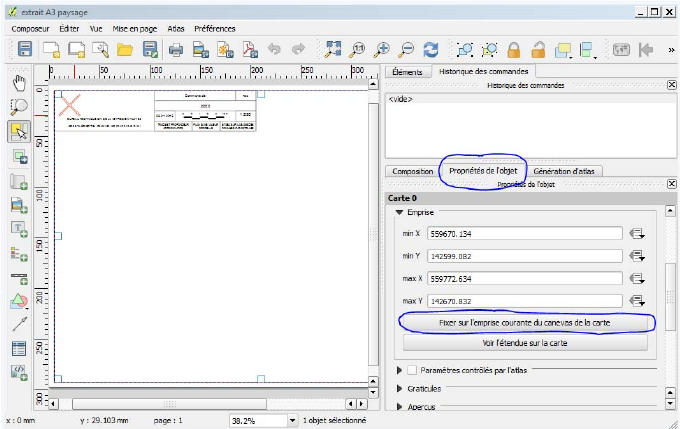 extrait A3 paysage
Composeur Éditer Vue Mise en page Atlas Préférences
0 50 100 150 200 250 300
Éléments Historique des commandes
Historique des commandes
<vide>
0
50
100
150
200
250
300
Composition Propriétés de l'objet Génération d'atlas
Propriétés de l'objet
Carte 0
Emprise
min X 559670.134
min Y 142599.082
max X 559772.634
max Y 142670.832
Fixer sur l'emprise courante du canevas de la carte
Voir l'étendue sur la carte
Paramètres contrôlés par l'atlas
Graticules
Aperçus
x : 0 mm y : 29.103 mm page : 1 38.2% 1 objet sélectionné